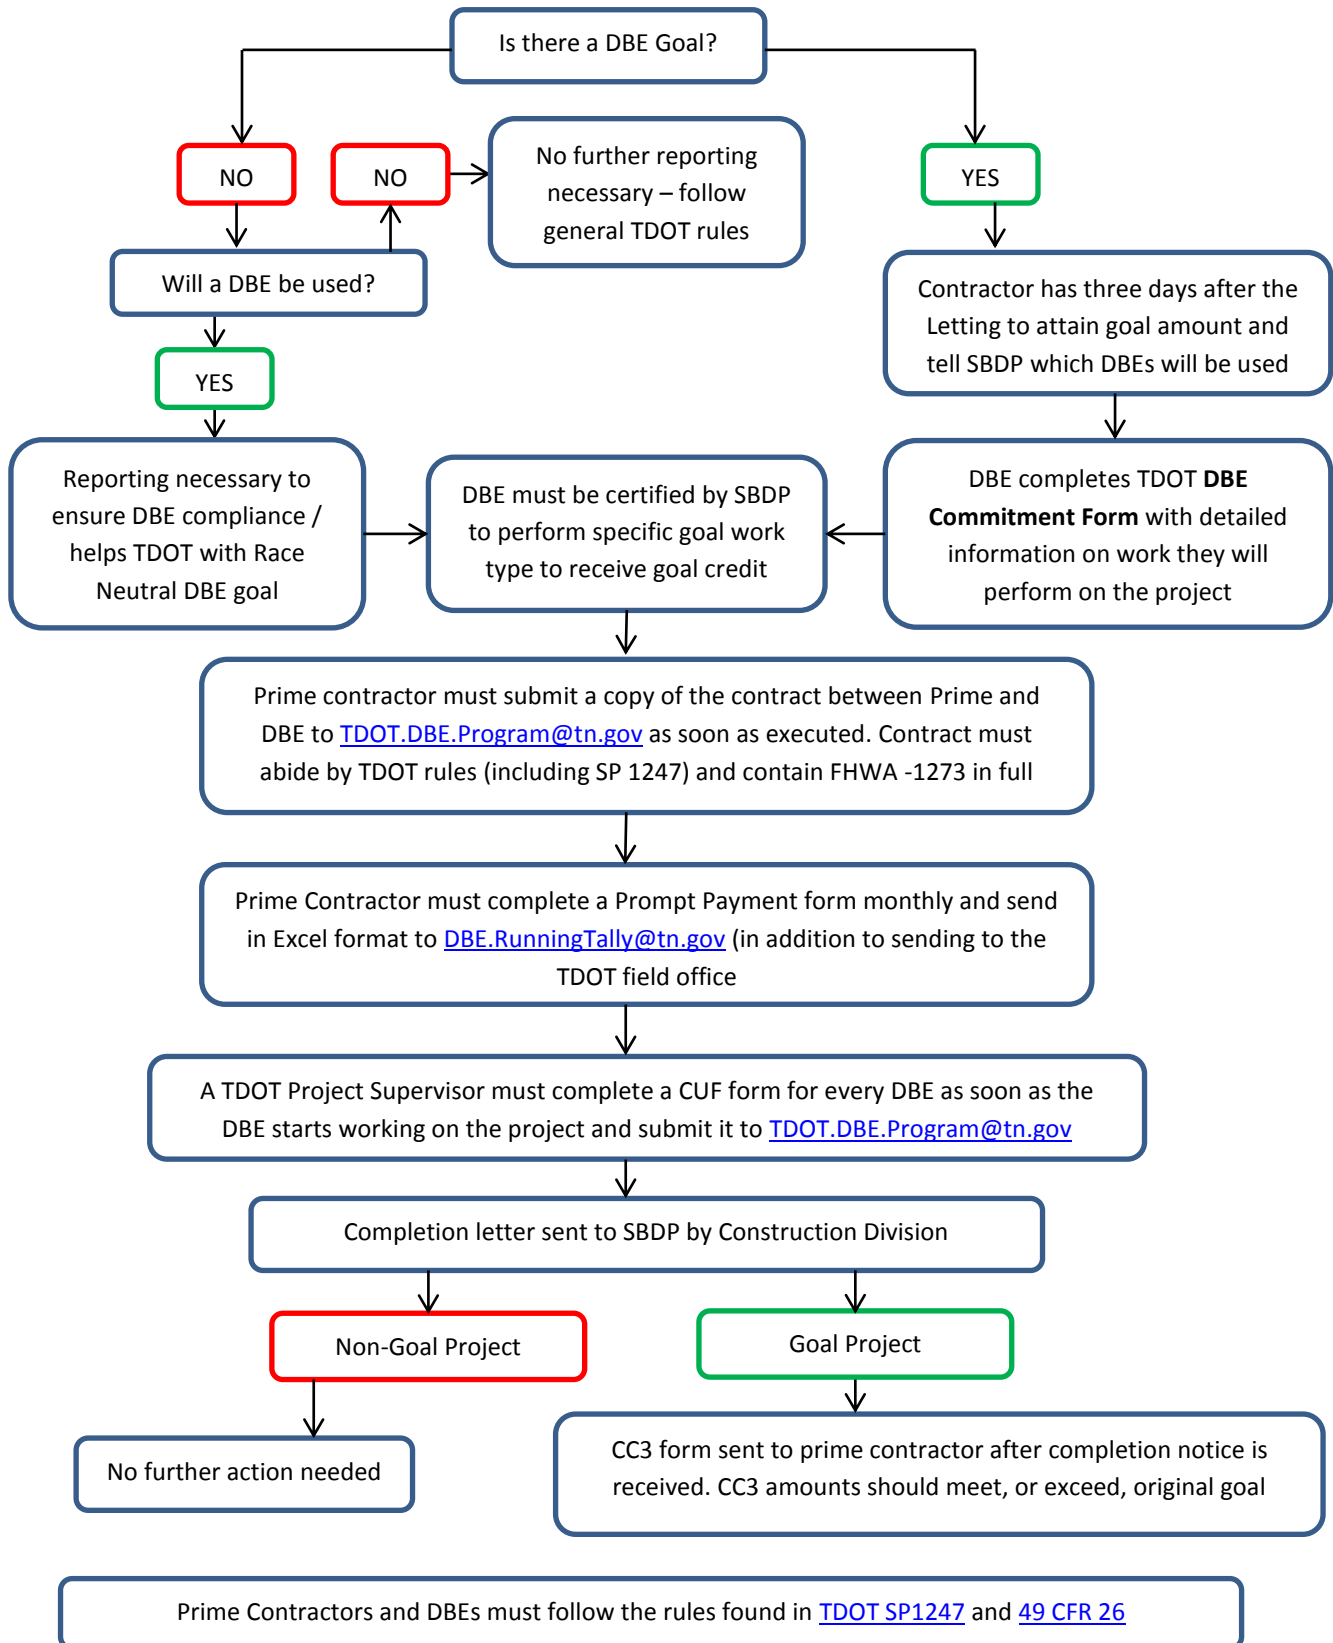 Is there a DBE Goal?
NO
NO
No further reporting
necessary – follow
general TDOT rules
YES
Will a DBE be used?
Contractor has three days after the
Letting to attain goal amount and
tell SBDP which DBEs will be used
YES
Reporting necessary to
ensure DBE compliance /
helps TDOT with Race
Neutral DBE goal
DBE must be certified by SBDP
to perform specific goal work
type to receive goal credit
DBE completes TDOT DBE
Commitment Form with detailed
information on work they will
perform on the project
Prime contractor must submit a copy of the contract between Prime and
DBE to TDOT.DBE.Program@tn.gov as soon as executed. Contract must
abide by TDOT rules (including SP 1247) and contain FHWA -1273 in full
Prime Contractor must complete a Prompt Payment form monthly and send
in Excel format to DBE.RunningTally@tn.gov (in addition to sending to the
TDOT field office
A TDOT Project Supervisor must complete a CUF form for every DBE as soon as the
DBE starts working on the project and submit it to TDOT.DBE.Program@tn.gov
Completion letter sent to SBDP by Construction Division
Non-Goal Project
Goal Project
No further action needed
CC3 form sent to prime contractor after completion notice is
received. CC3 amounts should meet, or exceed, original goal
Prime Contractors and DBEs must follow the rules found in TDOT SP1247 and 49 CFR 26